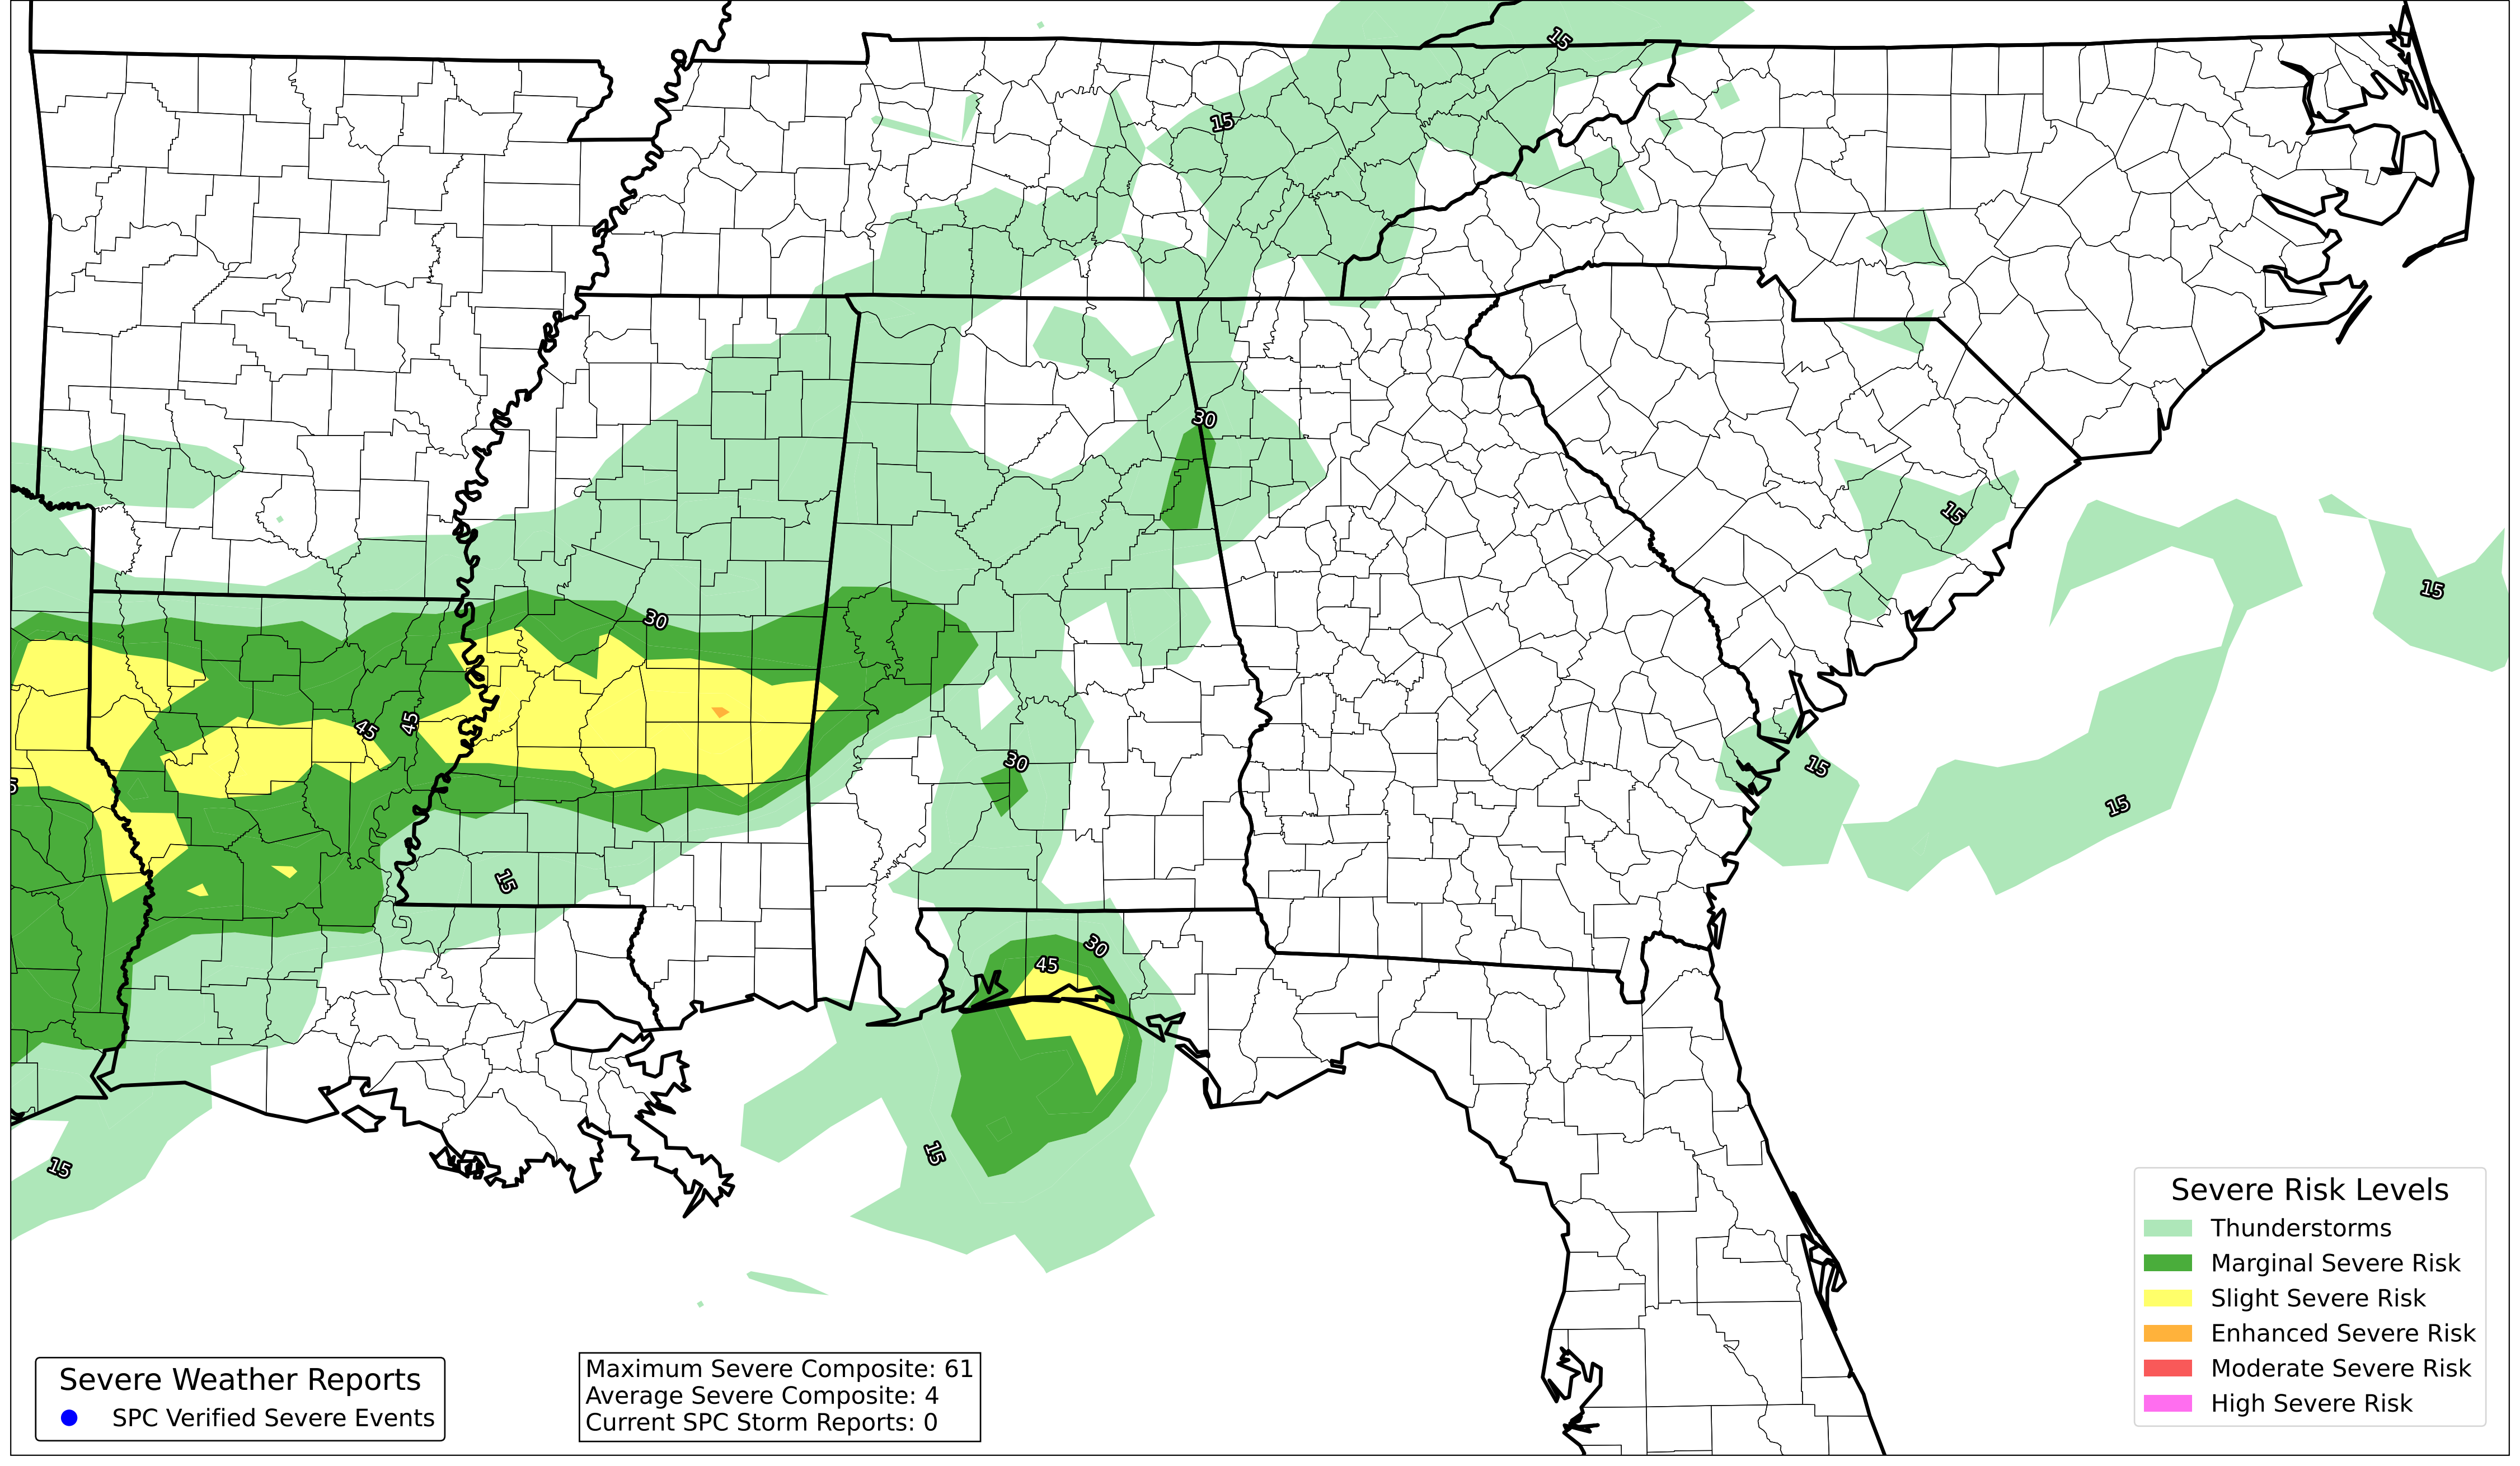 15
15
30
15
15
30
45
45
5
30
15
15
15
30
45
15
15
Severe Risk Levels
Thunderstorms
Marginal Severe Risk
Slight Severe Risk
Enhanced Severe Risk
Moderate Severe Risk
High Severe Risk
Severe Weather Reports
SPC Verified Severe Events
Maximum Severe Composite: 61
Average Severe Composite: 4
Current SPC Storm Reports: 0